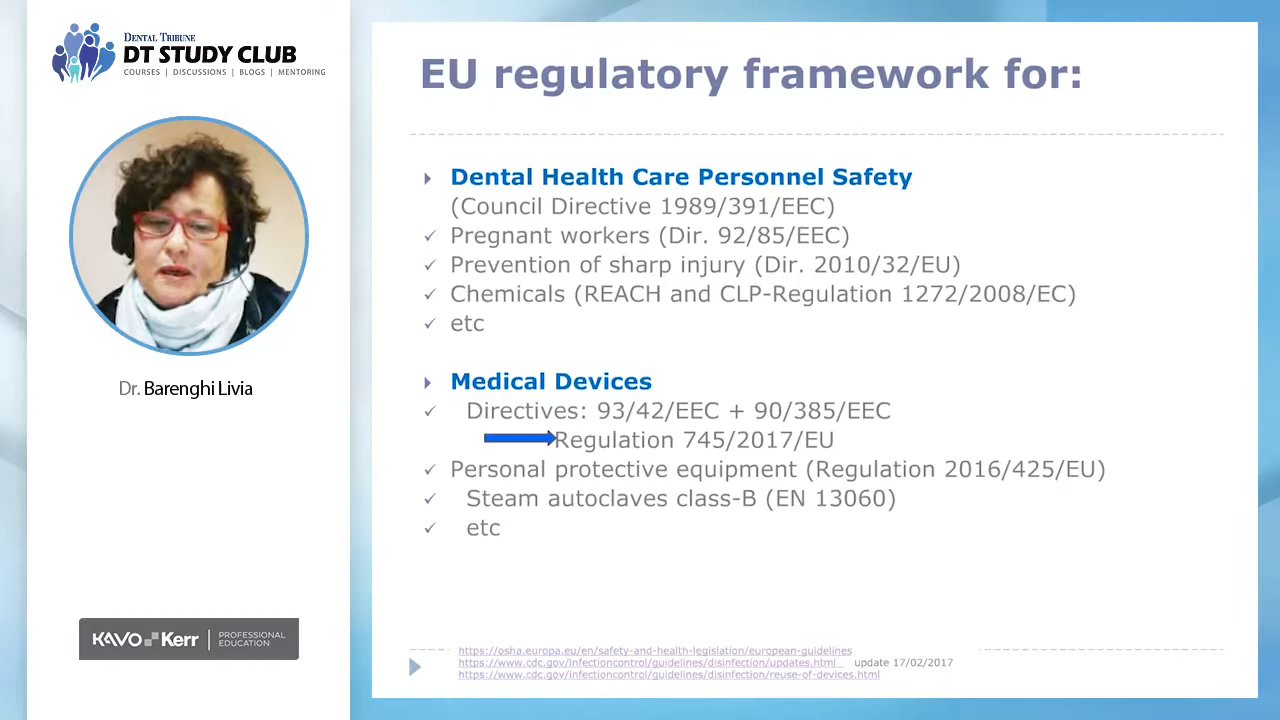 DENTAL TRIBUNE
DT STUDY CLUB
COURSES | DISCUSSIONS | BLOGS | MENTORING
Dr. Barenghi Livia
KAVO Kerr | PROFESSIONAL EDUCATION
EU regulatory framework for:
Dental Health Care Personnel Safety
(Council Directive 1989/391/EEC)
✓ Pregnant workers (Dir. 92/85/EEC)
✓ Prevention of sharp injury (Dir. 2010/32/EU)
✓ Chemicals (REACH and CLP-Regulation 1272/2008/EC)
✓ etc
Medical Devices
✓ Directives: 93/42/EEC + 90/385/EEC
Regulation 745/2017/EU
✓ Personal protective equipment (Regulation 2016/425/EU)
✓ Steam autoclaves class-B (EN 13060)
✓ etc
https://osha.europa.eu/en/safety-and-health-legislation/european-guidelines
https://www.cdc.gov/infectioncontrol/guidelines/disinfection/updates.html update 17/02/2017
https://www.cdc.gov/infectioncontrol/guidelines/disinfection/reuse-of-devices.html